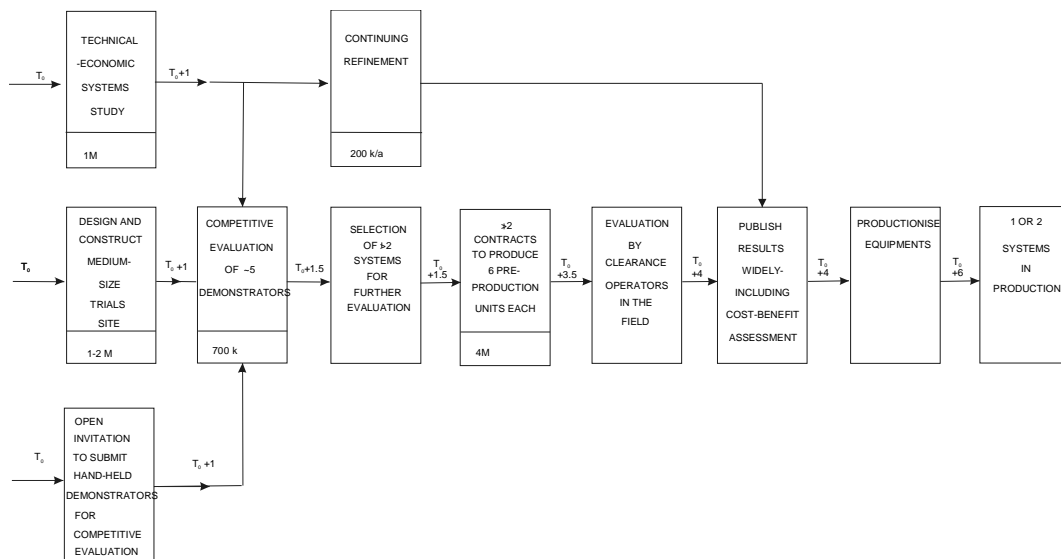 T₀
TECHNICAL
-ECONOMIC
SYSTEMS
STUDY
1M
T₀+1
CONTINUING
REFINEMENT
200 k/a
T₀
DESIGN AND
CONSTRUCT
MEDIUM-
SIZE
TRIALS
SITE
1-2 M
T₀+1
COMPETITIVE
EVALUATION
OF ~5
DEMONSTRATORS
700 k
T₀+1.5
SELECTION
OF
SYSTEMS
FOR
FURTHER
EVALUATION
T₀
+1.5
CONTRACTS
TO PRODUCE
6 PRE-
PRODUCTION
UNITS EACH
4M
T₀
+3.5
EVALUATION
BY
CLEARANCE
OPERATORS
IN THE
FIELD
T₀
+4
PUBLISH
RESULTS
WIDELY-
INCLUDING
COST-BENEFIT
ASSESSMENT
T₀
+4
PRODUCTIONISE
EQUIPMENTS
T₀
+6
1 OR 2
SYSTEMS
IN
PRODUCTION
T₀
OPEN
INVITATION
TO SUBMIT
HAND-HELD
DEMONSTRATORS
FOR
COMPETITIVE
EVALUATION
T₀ +1